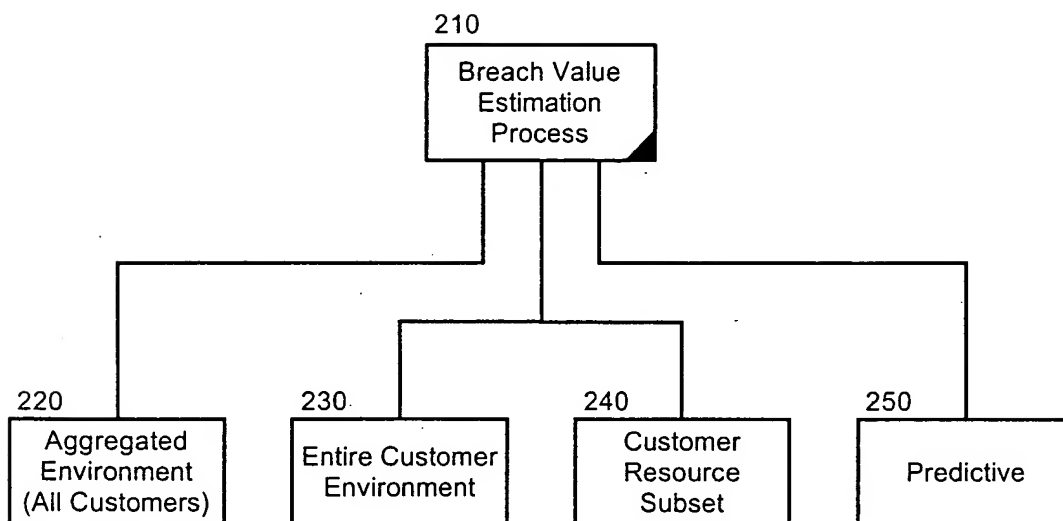 210
Breach Value
Estimation
Process
220
Aggregated
Environment
(All Customers)
230
Entire Customer
Environment
240
Customer
Resource
Subset
250
Predictive